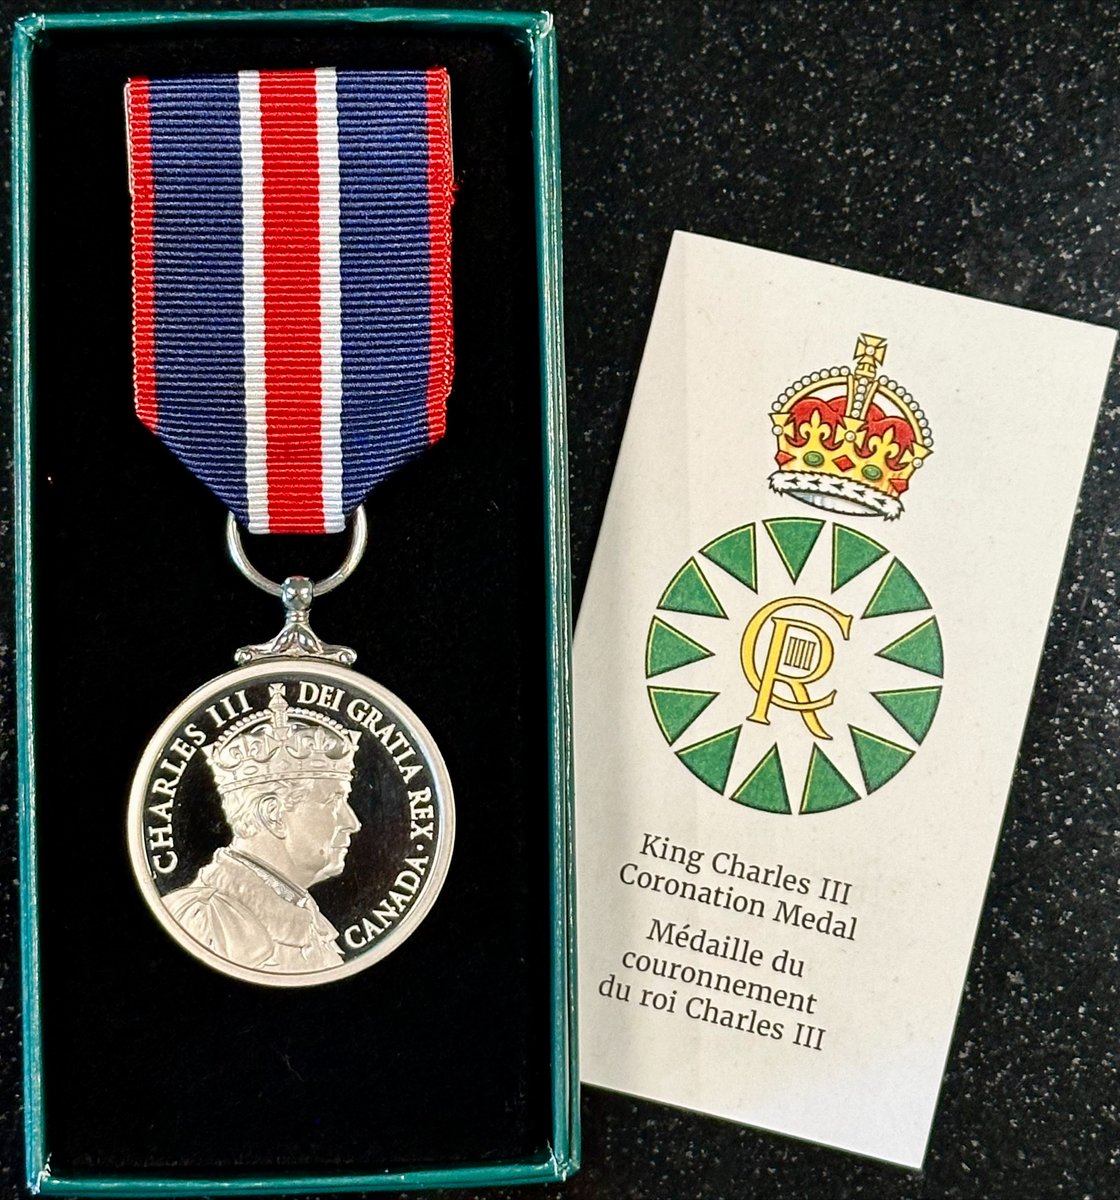 CHARLES III DEI GRATIA REX · CANADA
CR
King Charles III
Coronation Medal
Médaille du
couronnement
du roi Charles III